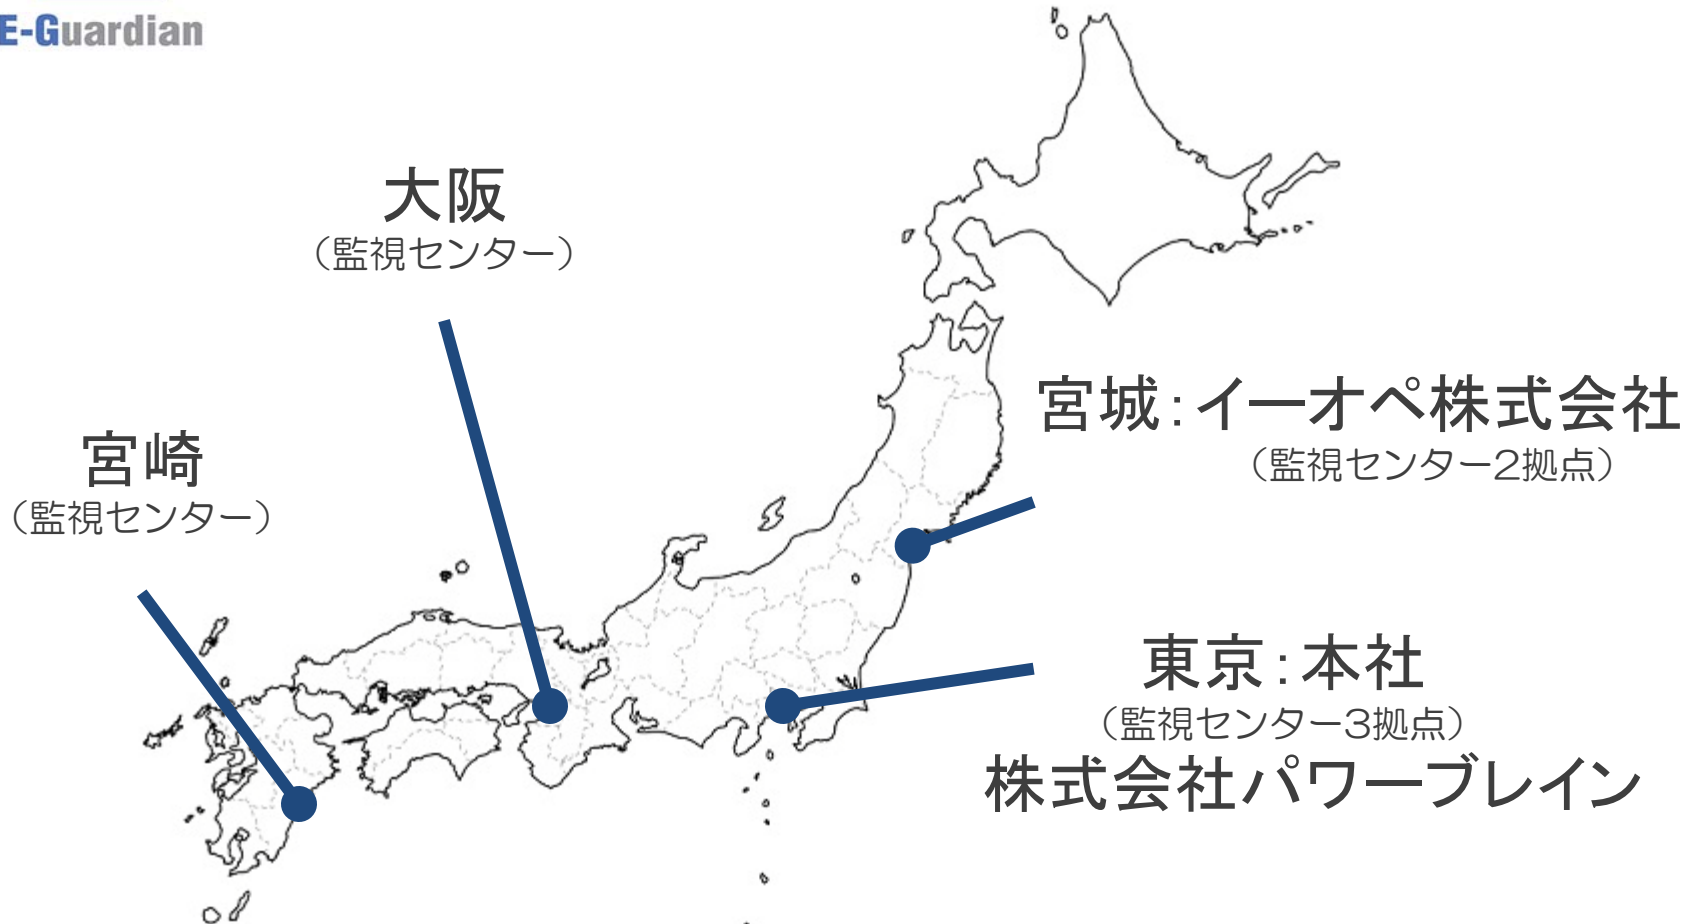 E-Guardian
大阪
（監視センター）
宮崎
（監視センター）
宮城：イーオペ株式会社
（監視センター2拠点）
東京：本社
（監視センター3拠点）
株式会社パワーブレイン